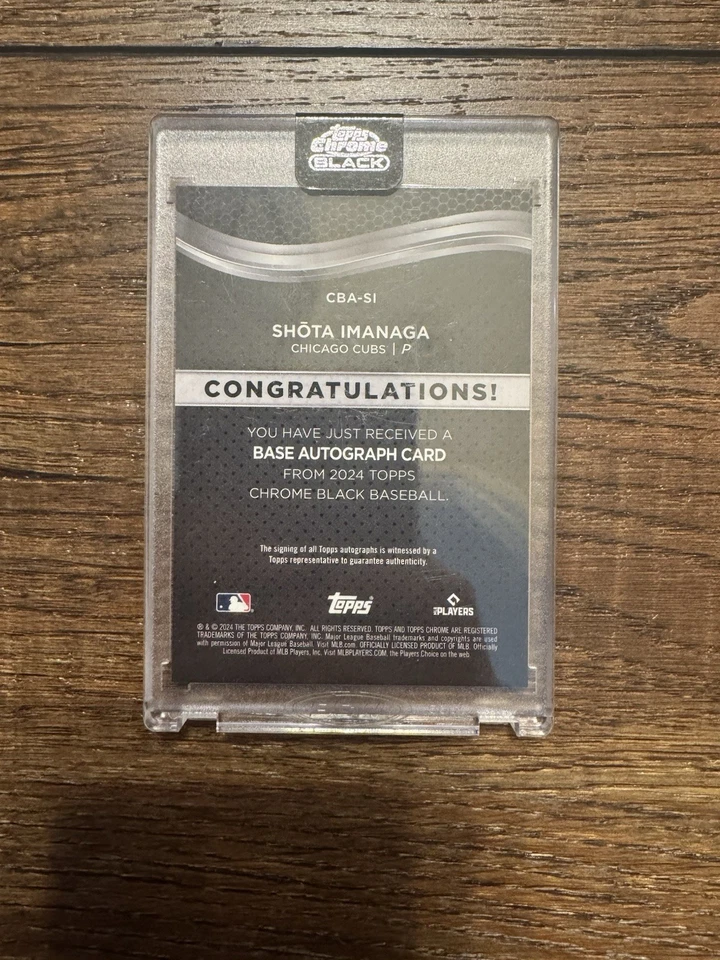 Topps
Chrome
BLACK
CBA-SI
SHŌTA IMANAGA
CHICAGO CUBS | P
CONGRATULATIONS!
YOU HAVE JUST RECEIVED A
BASE AUTOGRAPH CARD
FROM 2024 TOPPS
CHROME BLACK BASEBALL.
The signing of all Topps autographs is witnessed by a
Topps representative to guarantee authenticity.
Topps
PLAYERS
® & © 2024 THE TOPPS COMPANY, INC. ALL RIGHTS RESERVED. TOPPS AND TOPPS CHROME ARE REGISTERED
TRADEMARKS OF THE TOPPS COMPANY, INC. Major League Baseball trademarks and copyrights are used
with permission of Major League Baseball. Visit MLB.com. OFFICIALLY LICENSED PRODUCT OF MLB. Officially
Licensed Product of MLB Players, Inc. Visit MLBPLAYERS.COM, the Players Choice on the web.